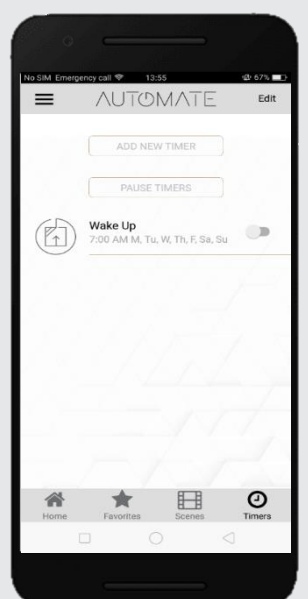 No SIM Emergency call 13:55 67%
AUTOMATE Edit
ADD NEW TIMER
PAUSE TIMERS
Wake Up
7:00 AM M, Tu, W, Th, F, Sa, Su
Home Favorites Scenes Timers